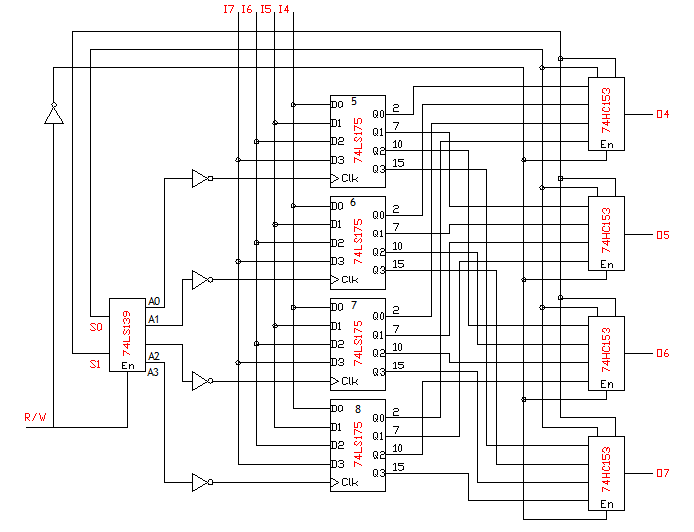 I7 I6 I5 I4
5
D0
D1
D2
D3
Clk
74LS175
Q0 2
Q1 7
Q2 10
Q3 15
6
D0
D1
D2
D3
Clk
74LS175
Q0 2
Q1 7
Q2 10
Q3 15
7
D0
D1
D2
D3
Clk
74LS175
Q0 2
Q1 7
Q2 10
Q3 15
8
D0
D1
D2
D3
Clk
74LS175
Q0 2
Q1 7
Q2 10
Q3 15
74HC153
En
O4
74HC153
En
O5
74HC153
En
O6
74HC153
En
O7
S0
S1
74LS139
En
A0
A1
A2
A3
R/W